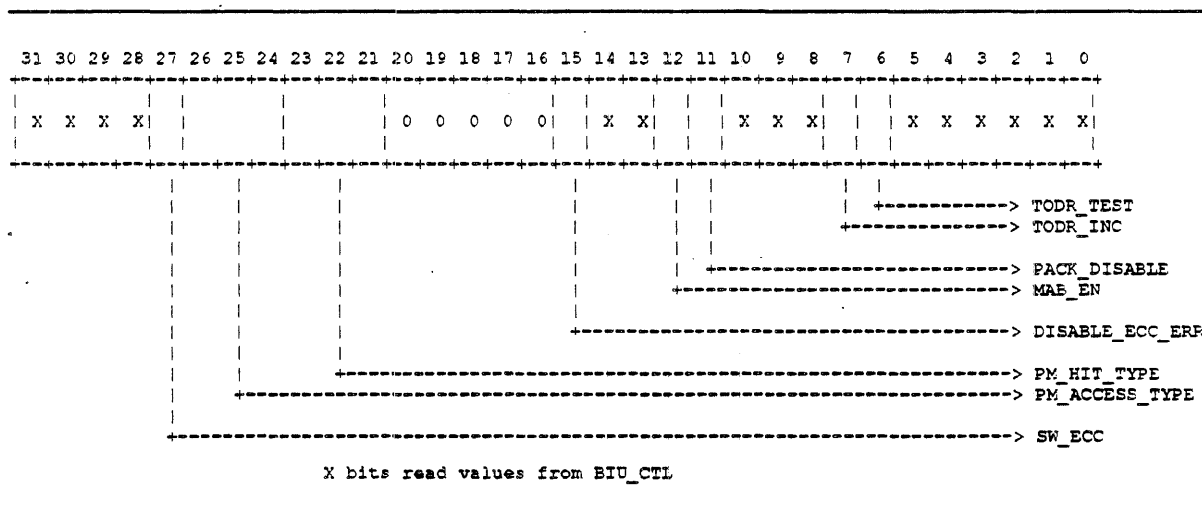 31 30 29 28 27 26 25 24 23 22 21 20 19 18 17 16 15 14 13 12 11 10 9 8 7 6 5 4 3 2 1 0
X X X X 0 0 0 0 0 X X X X X X X X X X X
TODR_TEST
TODR_INC
PACK_DISABLE
MAB_EN
DISABLE_ECC_ERR
PM_HIT_TYPE
PM_ACCESS_TYPE
SW_ECC
X bits read values from BIU_CTL